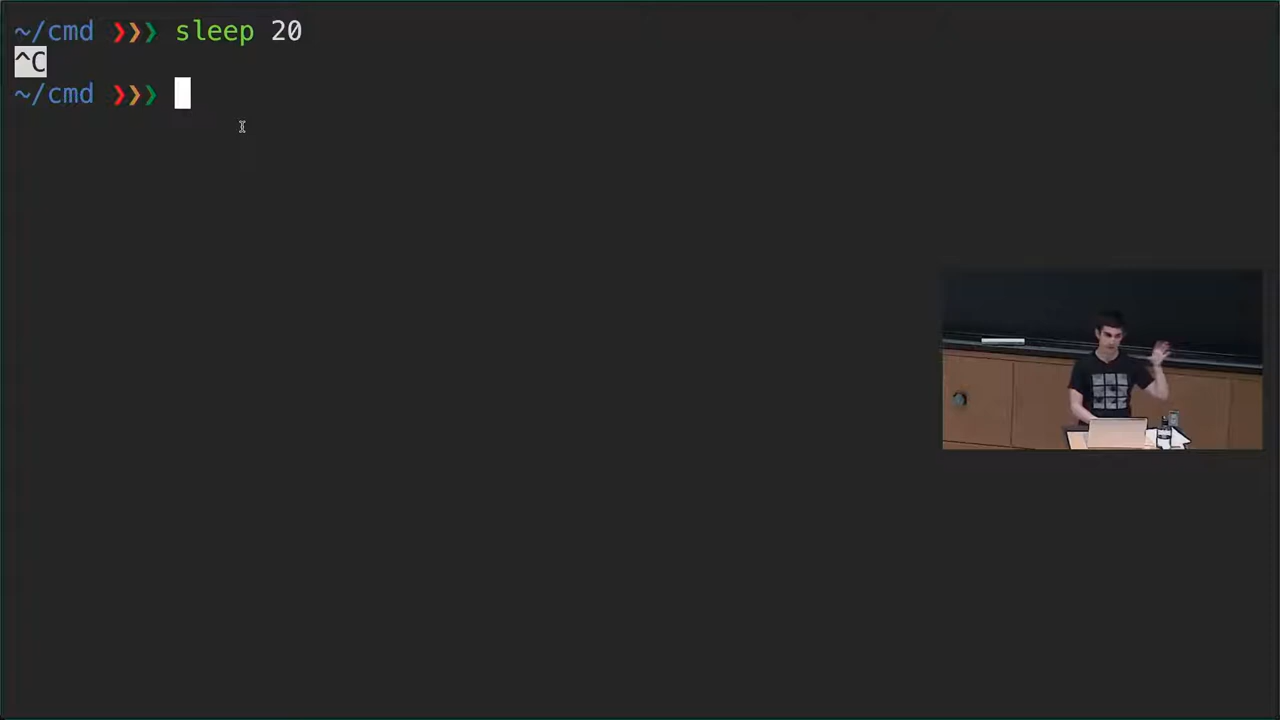 ~/cmd ❯❯❯ sleep 20
^C
~/cmd ❯❯❯